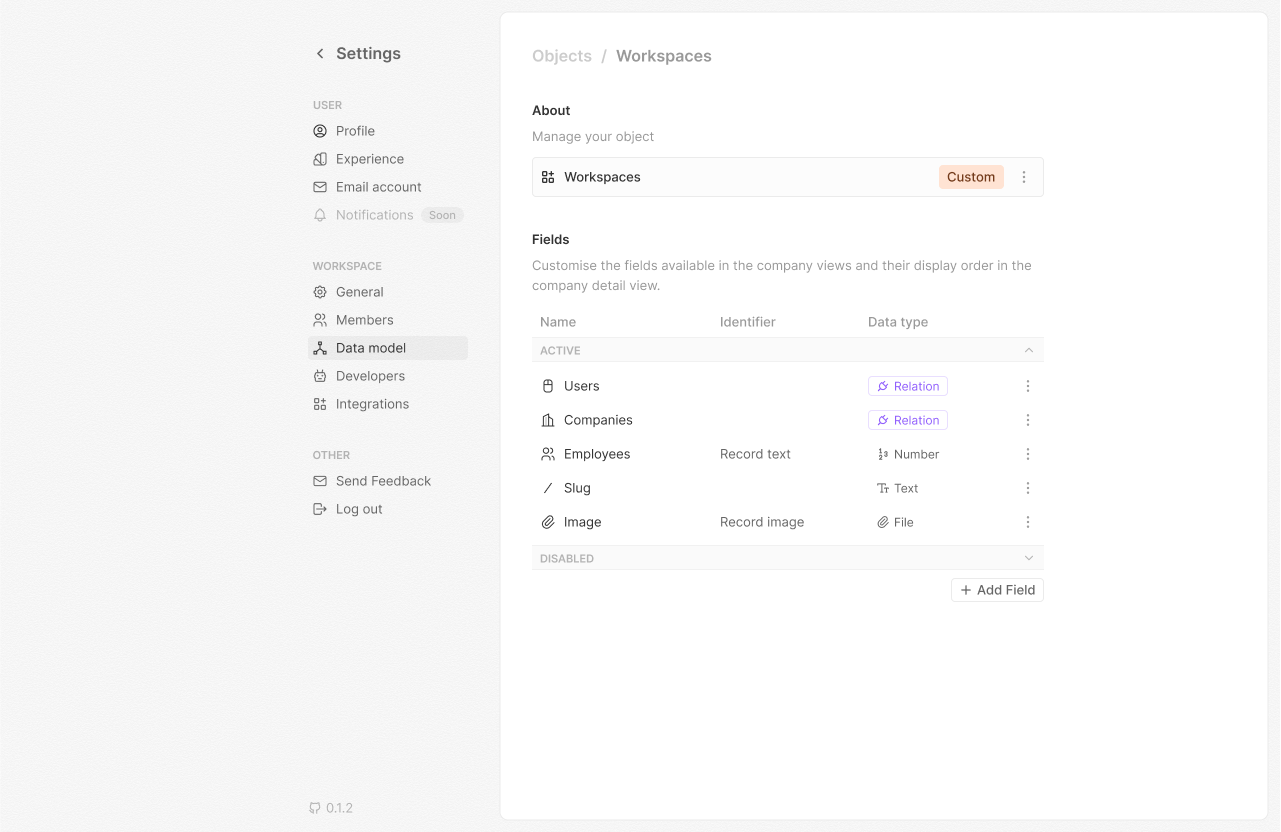 Settings
USER
Profile
Experience
Email account
Notifications Soon
WORKSPACE
General
Members
Data model
Developers
Integrations
OTHER
Send Feedback
Log out
0.1.2
Objects / Workspaces
About
Manage your object
Workspaces Custom
Fields
Customise the fields available in the company views and their display order in the
company detail view.
Name Identifier Data type
ACTIVE
Users Relation
Companies Relation
Employees Record text Number
Slug Text
Image Record image File
DISABLED
+ Add Field